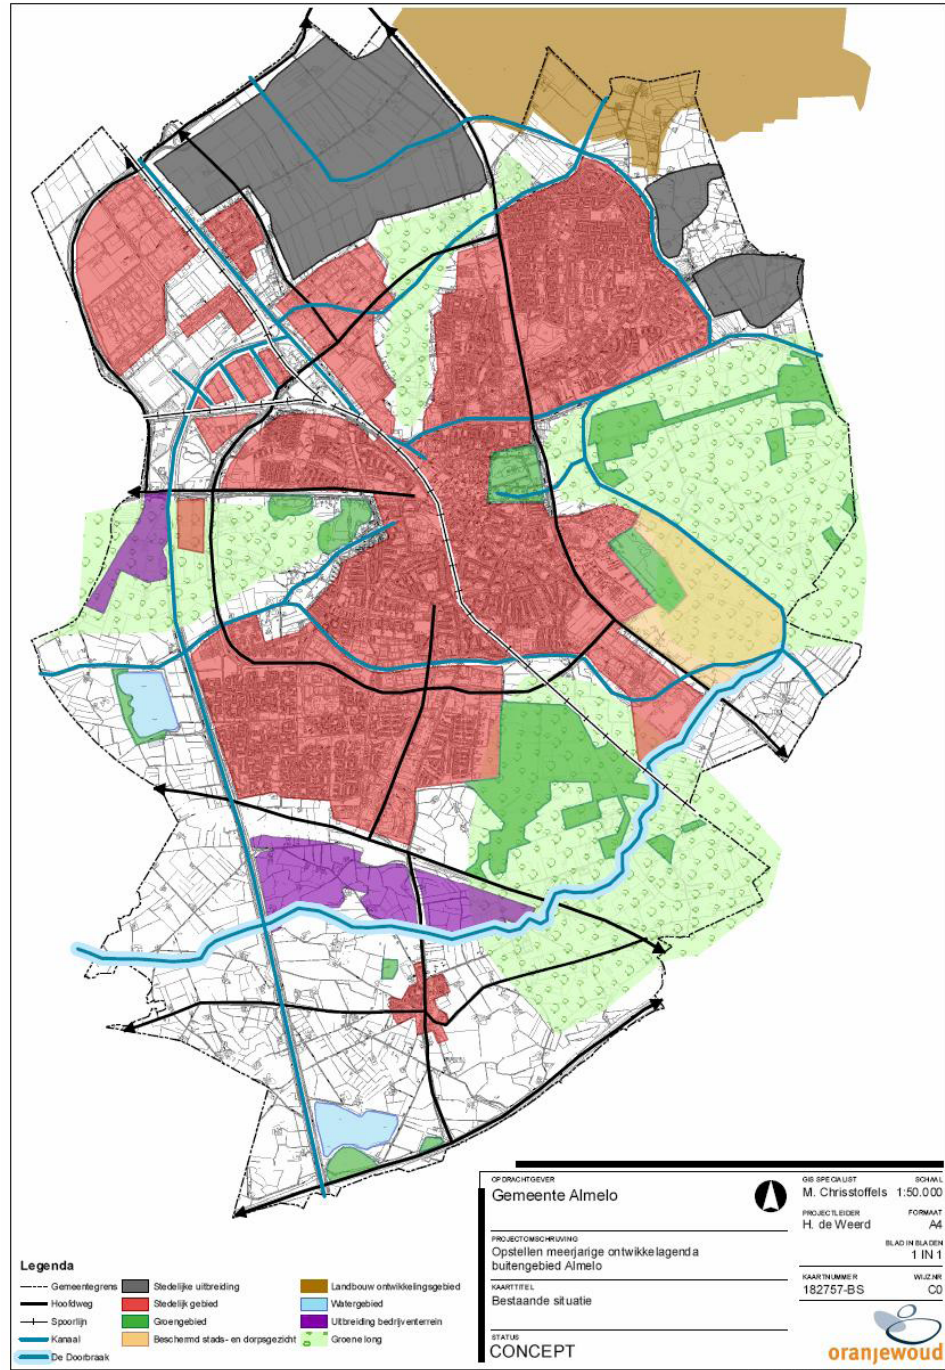 OPDRACHTGEVER
Gemeente Almelo
GIS SPECIALIST
M. Chrisstoffels
SCHAAL
1:50.000
PROJECTLEIDER
H. de Weerd
FORMAAT
A4
PROJECTOMSCHRIJVING
Opstellen meerjarige ontwikkelagenda
buitengebied Almelo
BLAD IN BLADEN
1 IN 1
KAARTTITEL
Bestaande situatie
KAARTNUMMER
182757-BS
WIJZ.NR
C0
STATUS
CONCEPT
oranjewoud
Legenda
Gemeentegrens
Hoofdweg
Spoorlijn
Kanaal
De Doorbraak
Stedelijke uitbreiding
Stedelijk gebied
Groengebied
Beschermd stads- en dorpsgezicht
Landbouw ontwikkelingsgebied
Watergebied
Uitbreiding bedrijventerrein
Groene long